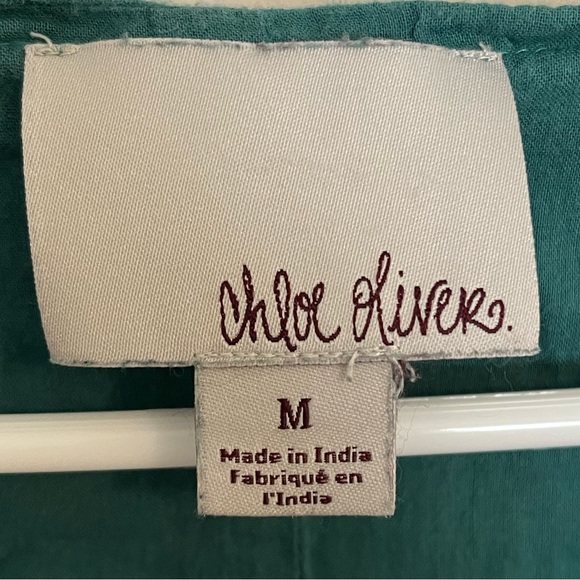 chloe oliver.
M
Made in India
Fabriqué en
l'India